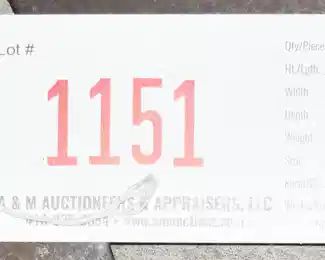 Lot #
1151
A & M AUCTIONEERS & APPRAISERS, LLC
Qty/Piece
Ht./Lgth.
Width
Depth
Weight